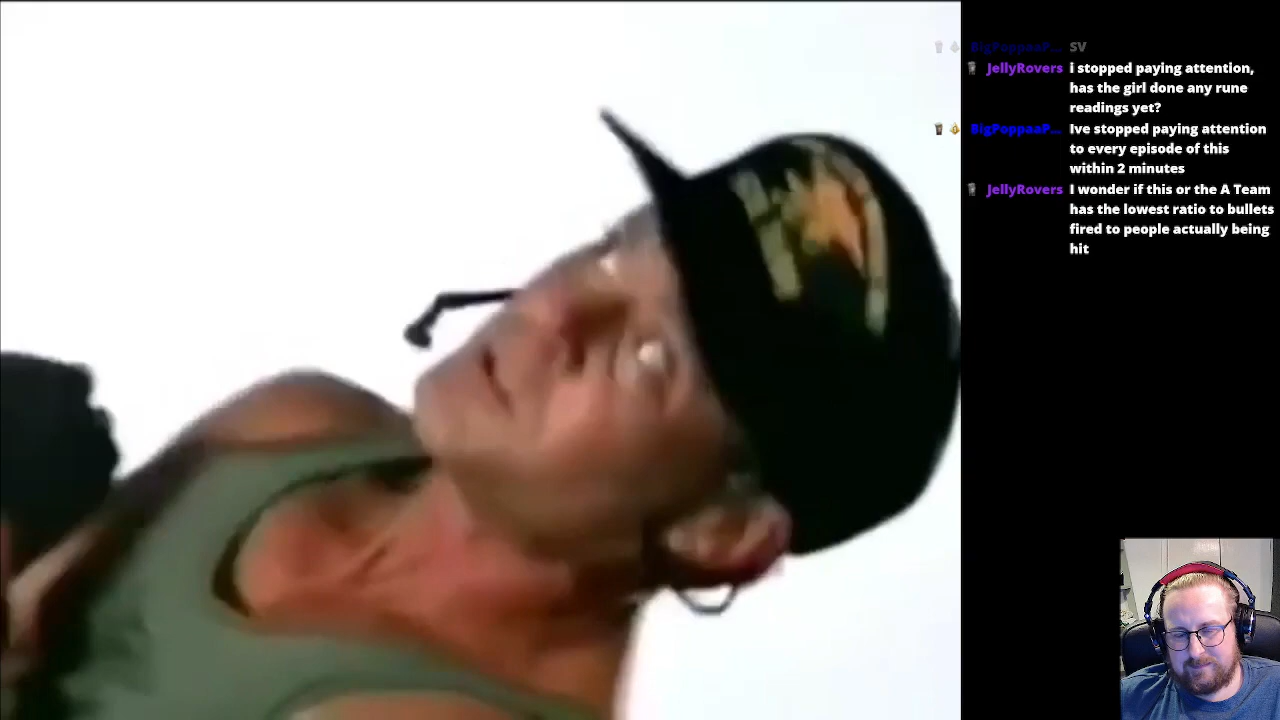 BigPoppaaP... SV
JellyRovers i stopped paying attention,
has the girl done any rune
readings yet?
BigPoppaaP... Ive stopped paying attention
to every episode of this
within 2 minutes
JellyRovers I wonder if this or the A Team
has the lowest ratio to bullets
fired to people actually being
hit